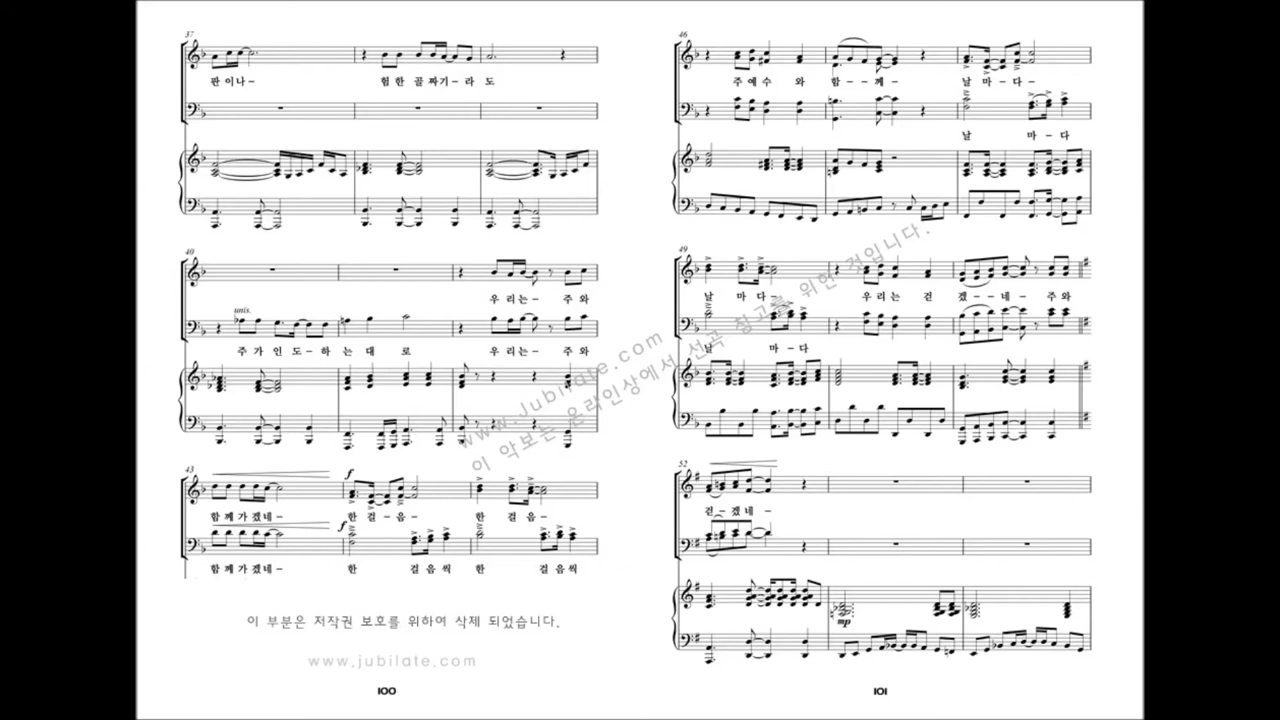 37
판 이 나 -
험 한 골 짜 기 - 라 도
40
우 리 는 - 주 와
unis.
주 가 인 도 - 하 는 대 로
우 리 는 - 주 와
43
f
함 께 가 겠 네 -
한 걸 - 음 -
한 걸 음 -
f
함 께 가 겠 네 -
한 걸 음 씩
한 걸 음 씩
이 부분은 저작권 보호를 위하여 삭제 되었습니다.
www.jubilate.com
100
46
주 예 수 와 함 - 께
날 마 다 -
날 마 다
49
날 마 다 -
우 리 는 걷 겠 - 네 - 주 와
날 마 - 다
52
걷 - 겠 네 -
mp
101
www.jubilate.com
이 악보는 온라인상에서 선곡 참고를 위한 것입니다.